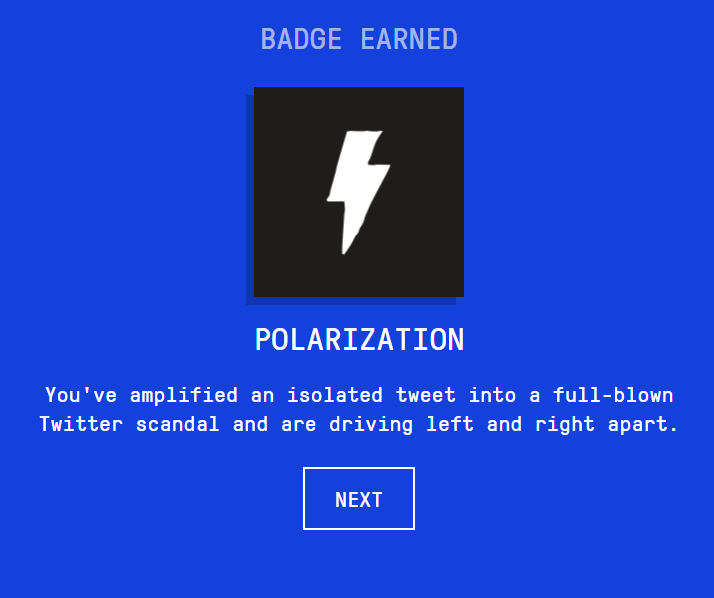 BADGE EARNED
POLARIZATION
You've amplified an isolated tweet into a full-blown
Twitter scandal and are driving left and right apart.
NEXT